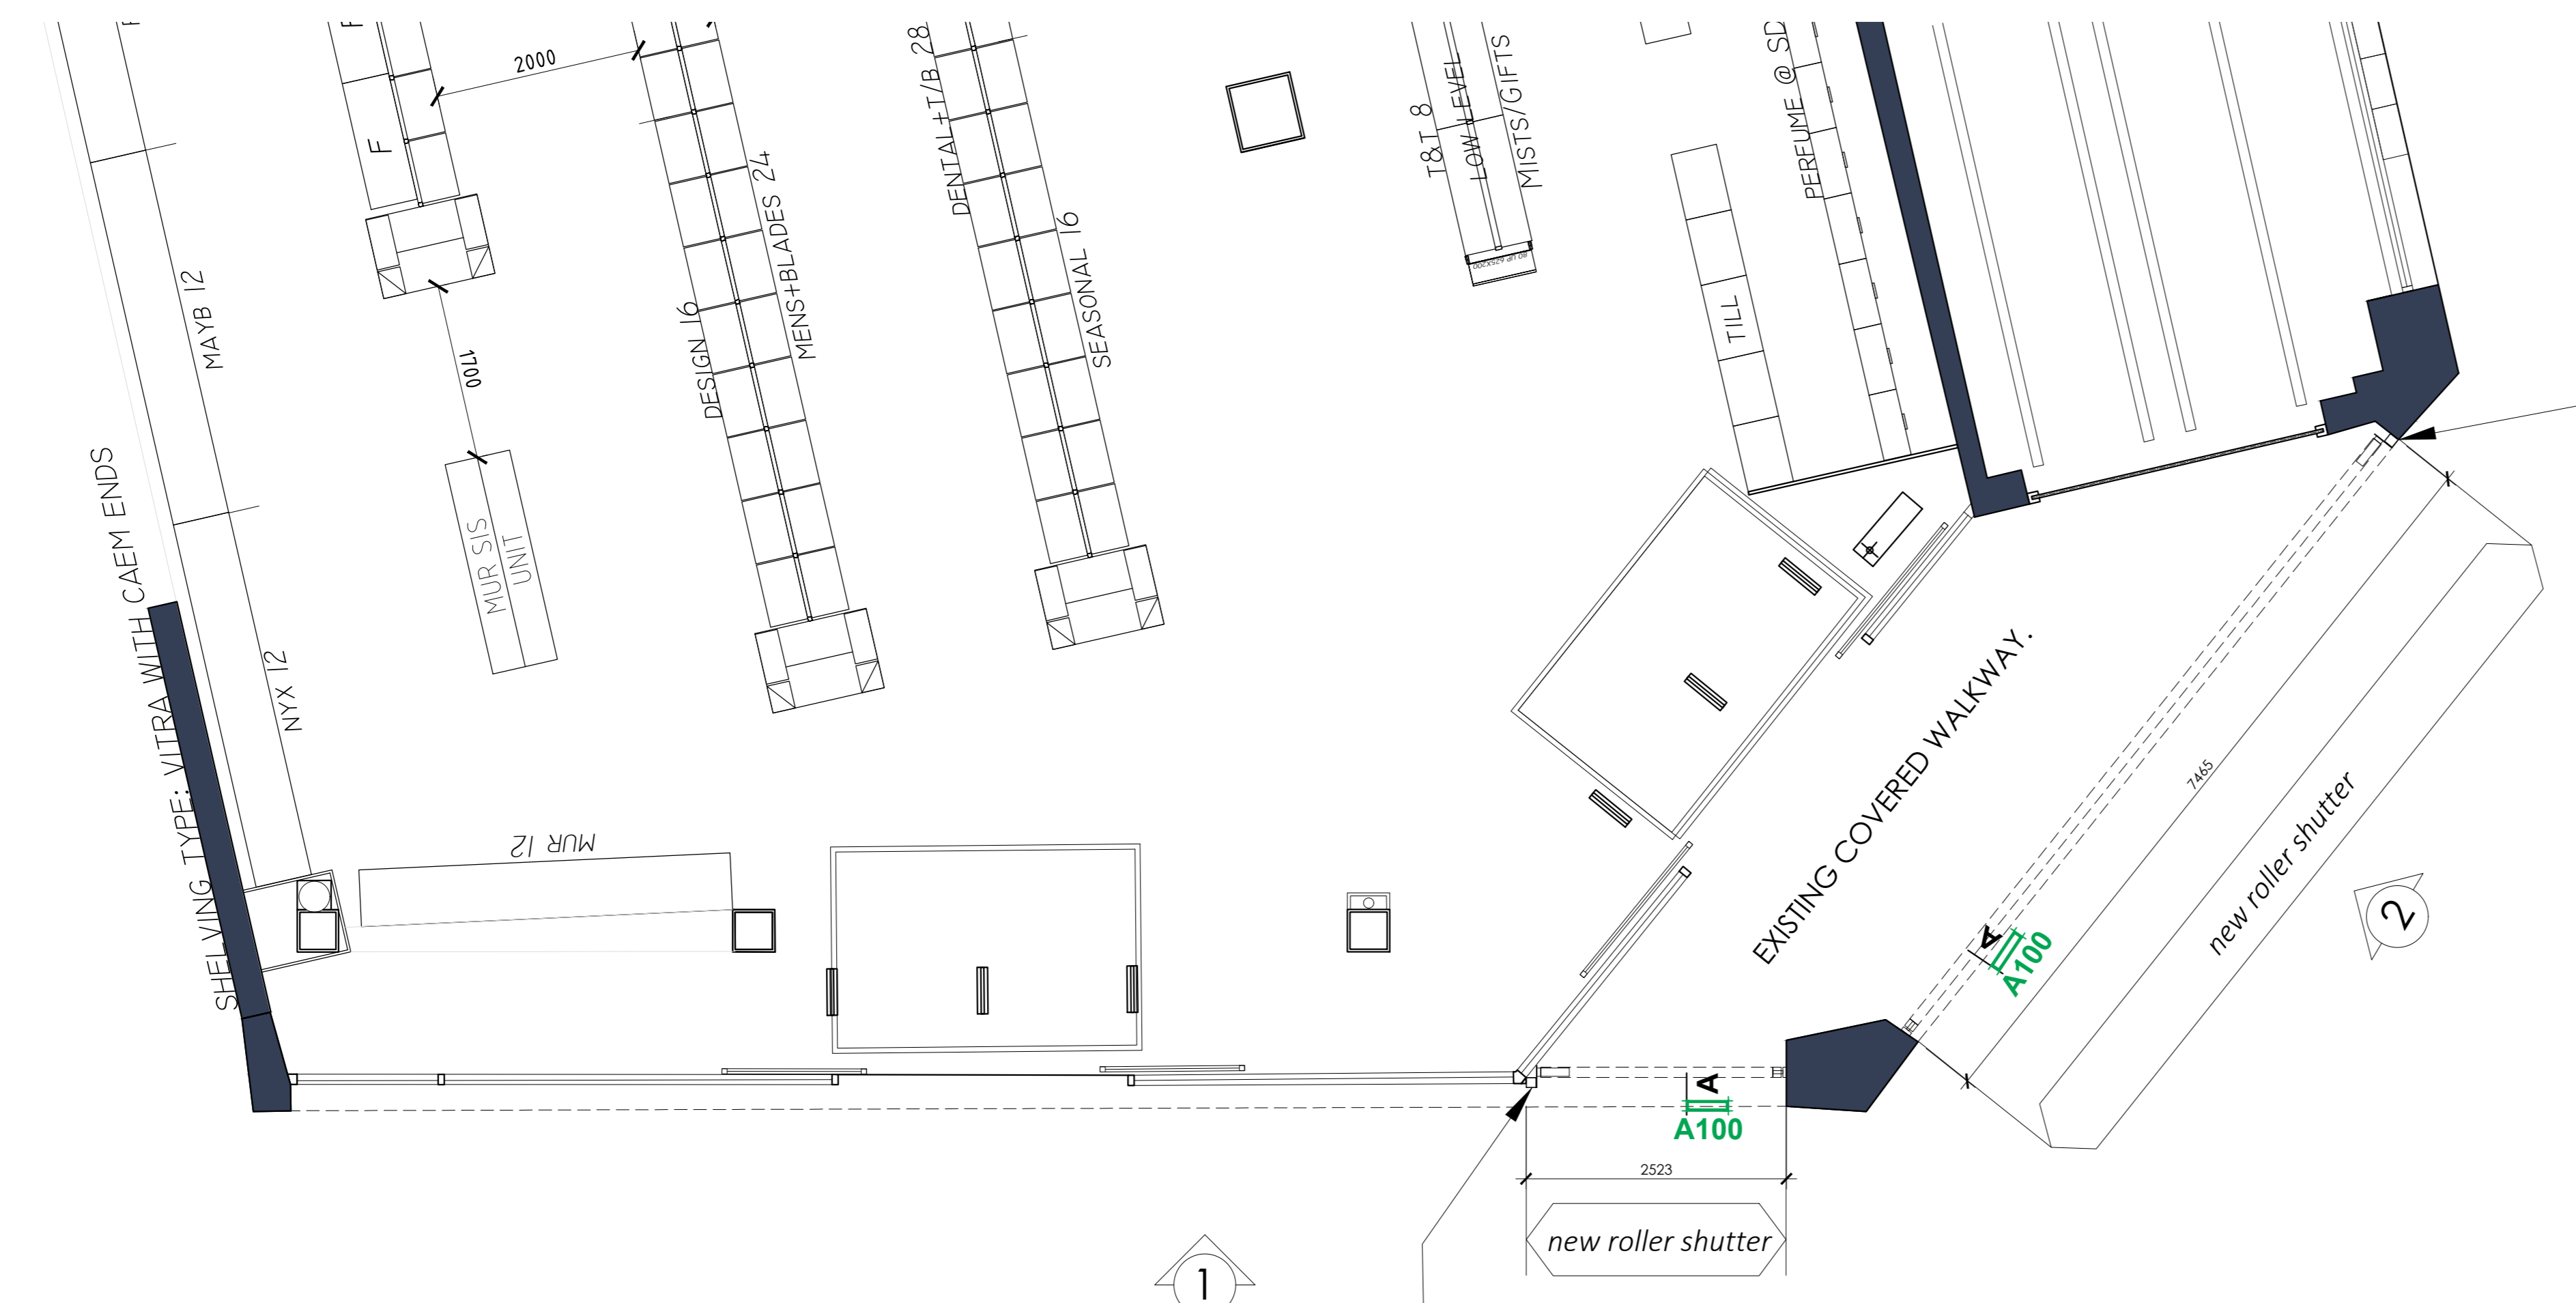 2000
F
1700
MAYB 12
NYX 12
SHELVING TYPE: VITRA WITH CAEM ENDS
MUR SIS
UNIT
MUR 12
DESIGN 16
MENS+BLADES 24
DENTAL+T/B 28
SEASONAL 16
T&T 8
LOW LEVEL
MISTS/GIFTS
TILL
PERFUME @ SD
EXISTING COVERED WALKWAY.
7465
new roller shutter
A
A100
2
A
A100
2523
new roller shutter
1